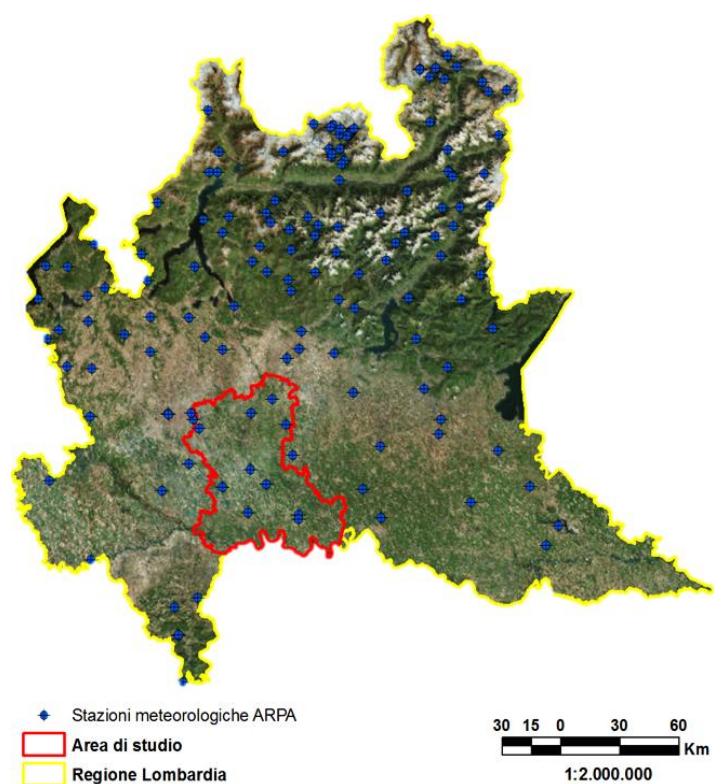 Stazioni meteorologiche ARPA
Area di studio
Regione Lombardia
30 15 0 30 60
Km
1:2.000.000